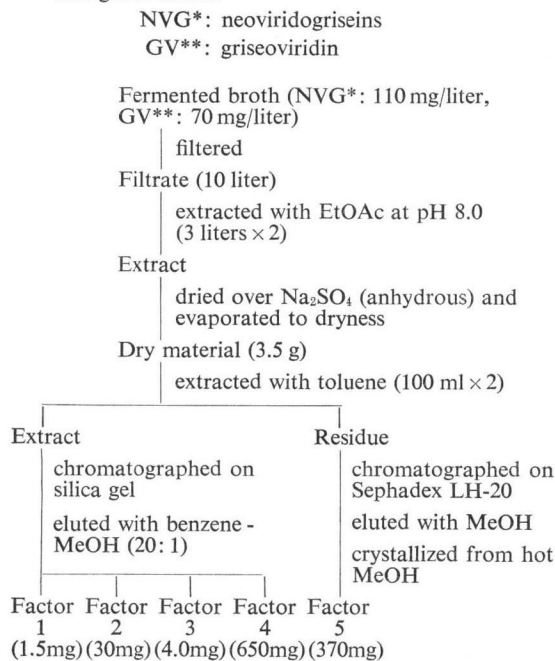 NVG*: neoviridogriseins
GV**: griseoviridin
Fermented broth (NVG*: 110 mg/liter,
GV**: 70 mg/liter)
filtered
Filtrate (10 liter)
extracted with EtOAc at pH 8.0
(3 liters × 2)
Extract
dried over Na₂SO₄ (anhydrous) and
evaporated to dryness
Dry material (3.5 g)
extracted with toluene (100 ml × 2)
Extract
chromatographed on
silica gel
eluted with benzene -
MeOH (20: 1)
Residue
chromatographed on
Sephadex LH-20
eluted with MeOH
crystallized from hot
MeOH
Factor Factor Factor Factor Factor
1 2 3 4 5
(1.5mg) (30mg) (4.0mg) (650mg) (370mg)